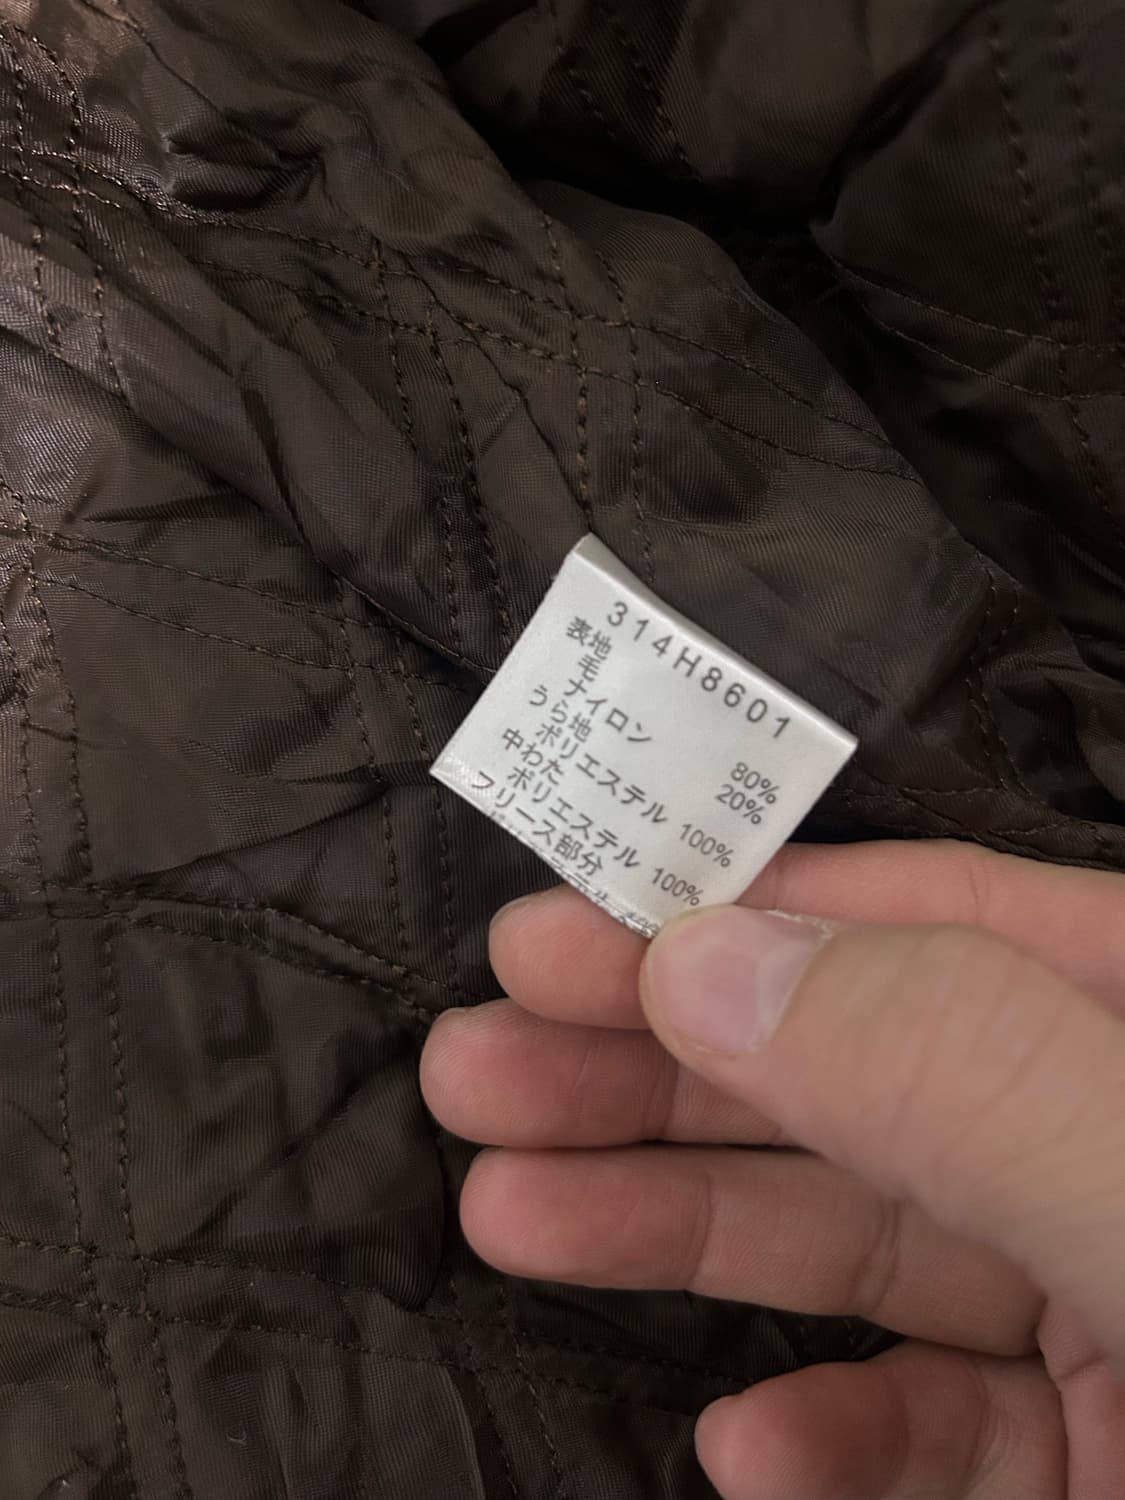 314H8601
表地
毛 80%
ナイロン 20%
うら地
ポリエステル 100%
中わた
ポリエステル 100%
フリース部分